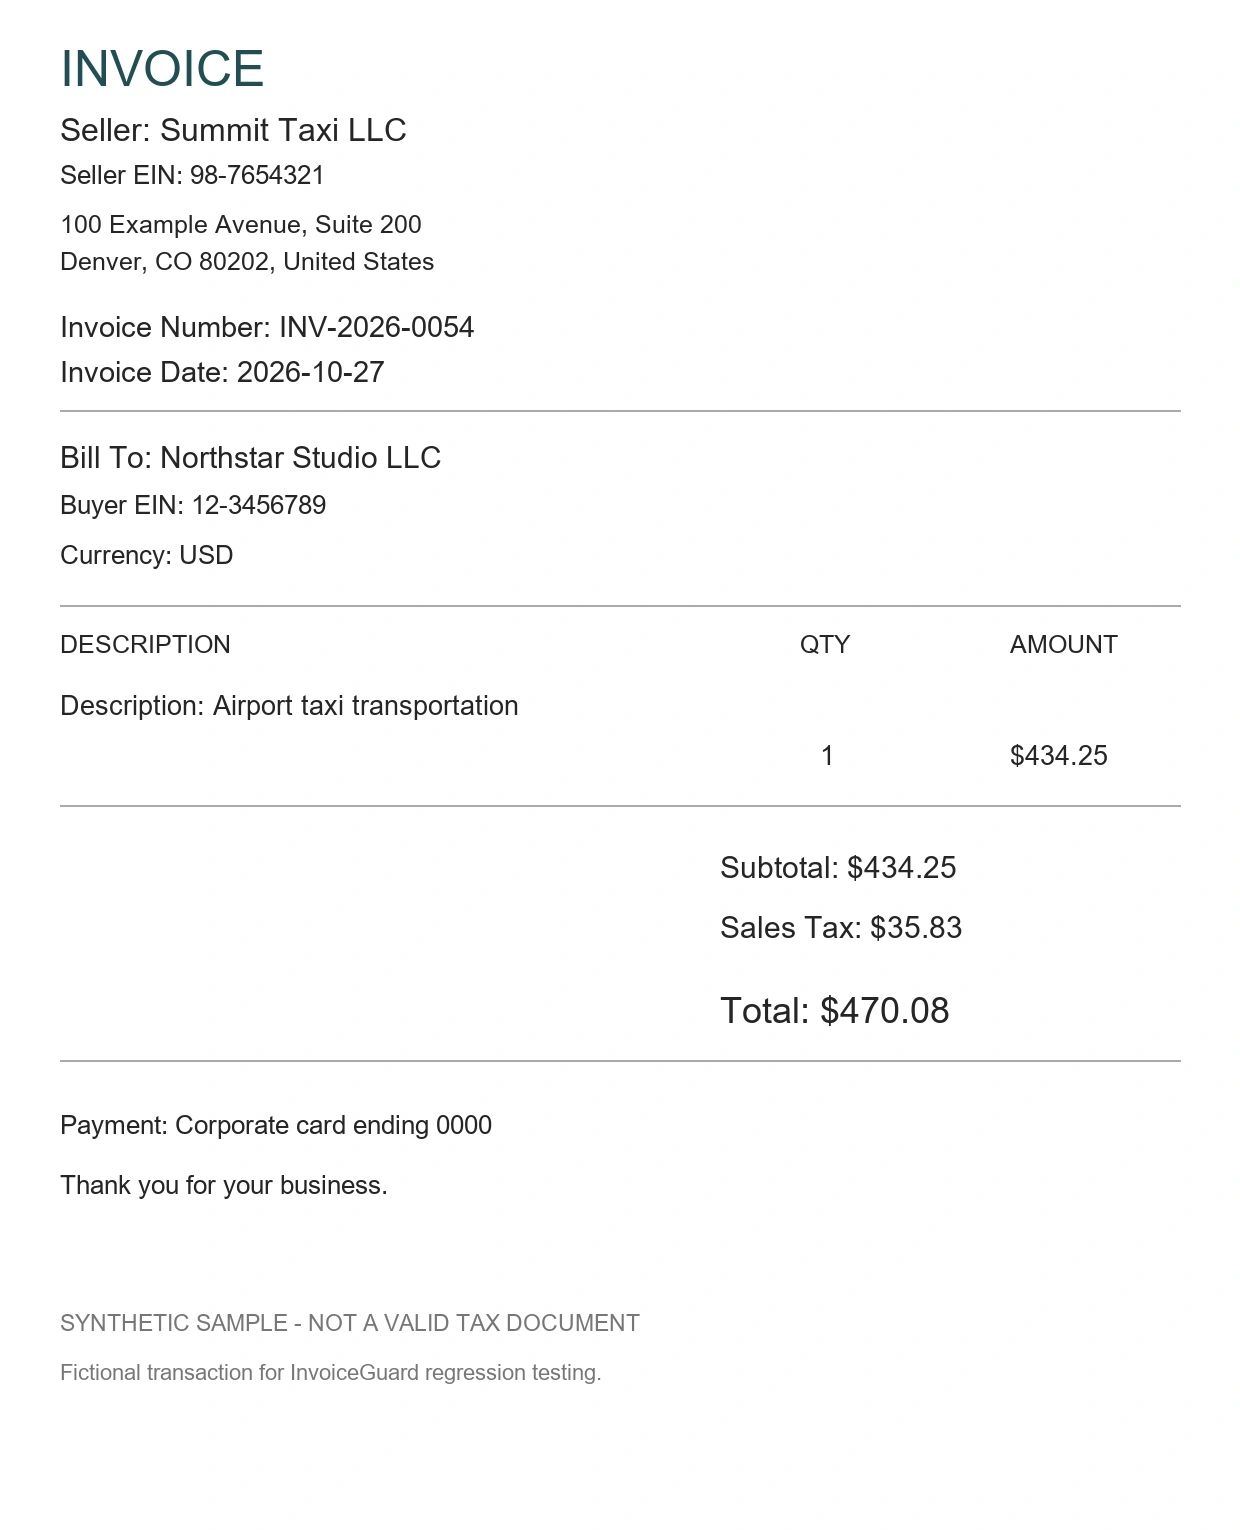 INVOICE
Seller: Summit Taxi LLC
Seller EIN: 98-7654321
100 Example Avenue, Suite 200
Denver, CO 80202, United States
Invoice Number: INV-2026-0054
Invoice Date: 2026-10-27
Bill To: Northstar Studio LLC
Buyer EIN: 12-3456789
Currency: USD
DESCRIPTION QTY AMOUNT
Description: Airport taxi transportation
1 $434.25
Subtotal: $434.25
Sales Tax: $35.83
Total: $470.08
Payment: Corporate card ending 0000
Thank you for your business.
SYNTHETIC SAMPLE - NOT A VALID TAX DOCUMENT
Fictional transaction for InvoiceGuard regression testing.